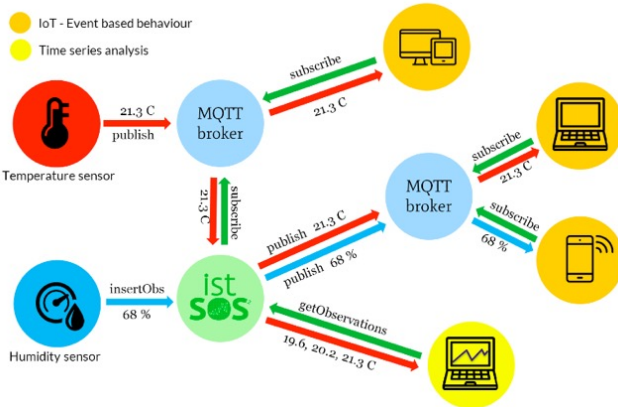 IoT - Event based behaviour
Time series analysis
subscribe
21.3 C
21.3 C
publish
MQTT
broker
Temperature sensor
subscribe
21.3 C
MQTT
broker
21.3 C
subscribe
publish 21.3 C
publish 68 %
subscribe
68 %
insertObs
68 %
ist
SOS
Humidity sensor
getObservations
19.6, 20.2, 21.3 C